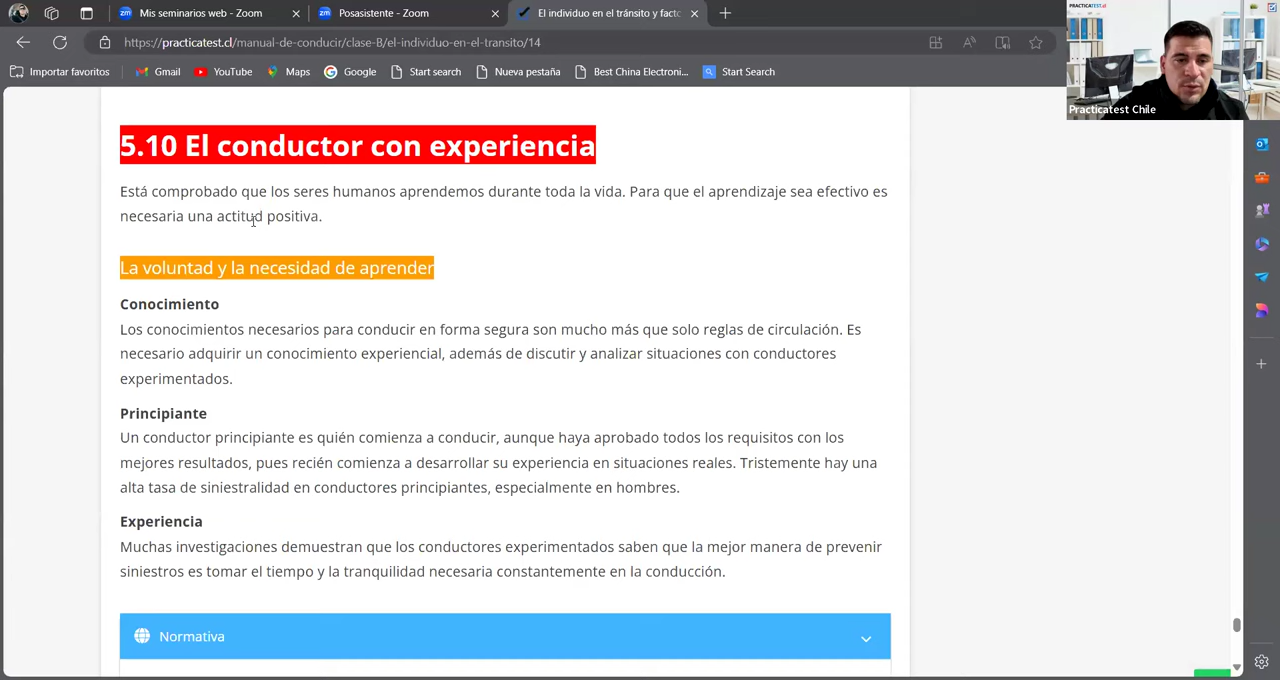 Mis seminarios web - Zoom
Posasistente - Zoom
El individuo en el tránsito y facto
https://practicatest.cl/manual-de-conducir/clase-B/el-individuo-en-el-transito/14
Importar favoritos
Gmail
YouTube
Maps
Google
Start search
Nueva pestaña
Best China Electroni...
Start Search
PRACTICATEST.cl
Practicatest Chile
5.10 El conductor con experiencia
Está comprobado que los seres humanos aprendemos durante toda la vida. Para que el aprendizaje sea efectivo es
necesaria una actitud positiva.
La voluntad y la necesidad de aprender
Conocimiento
Los conocimientos necesarios para conducir en forma segura son mucho más que solo reglas de circulación. Es
necesario adquirir un conocimiento experiencial, además de discutir y analizar situaciones con conductores
experimentados.
Principiante
Un conductor principiante es quién comienza a conducir, aunque haya aprobado todos los requisitos con los
mejores resultados, pues recién comienza a desarrollar su experiencia en situaciones reales. Tristemente hay una
alta tasa de siniestralidad en conductores principiantes, especialmente en hombres.
Experiencia
Muchas investigaciones demuestran que los conductores experimentados saben que la mejor manera de prevenir
siniestros es tomar el tiempo y la tranquilidad necesaria constantemente en la conducción.
Normativa